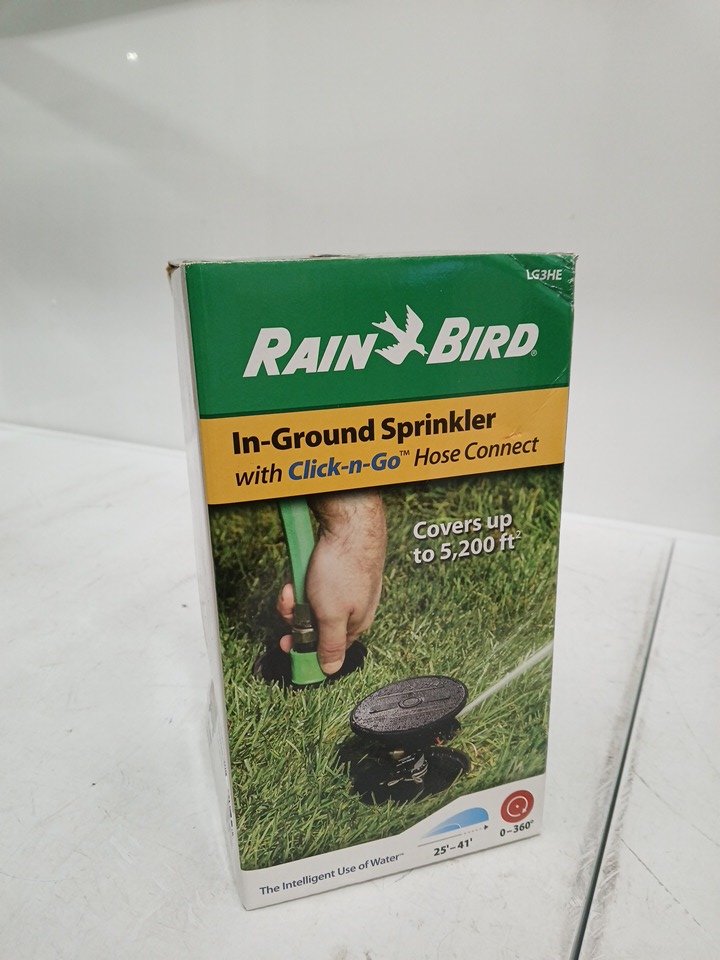 LG3HE
RAIN BIRD®
In-Ground Sprinkler
with Click-n-Go™ Hose Connect
Covers up
to 5,200 ft²
25'–41'
0–360°
The Intelligent Use of Water™